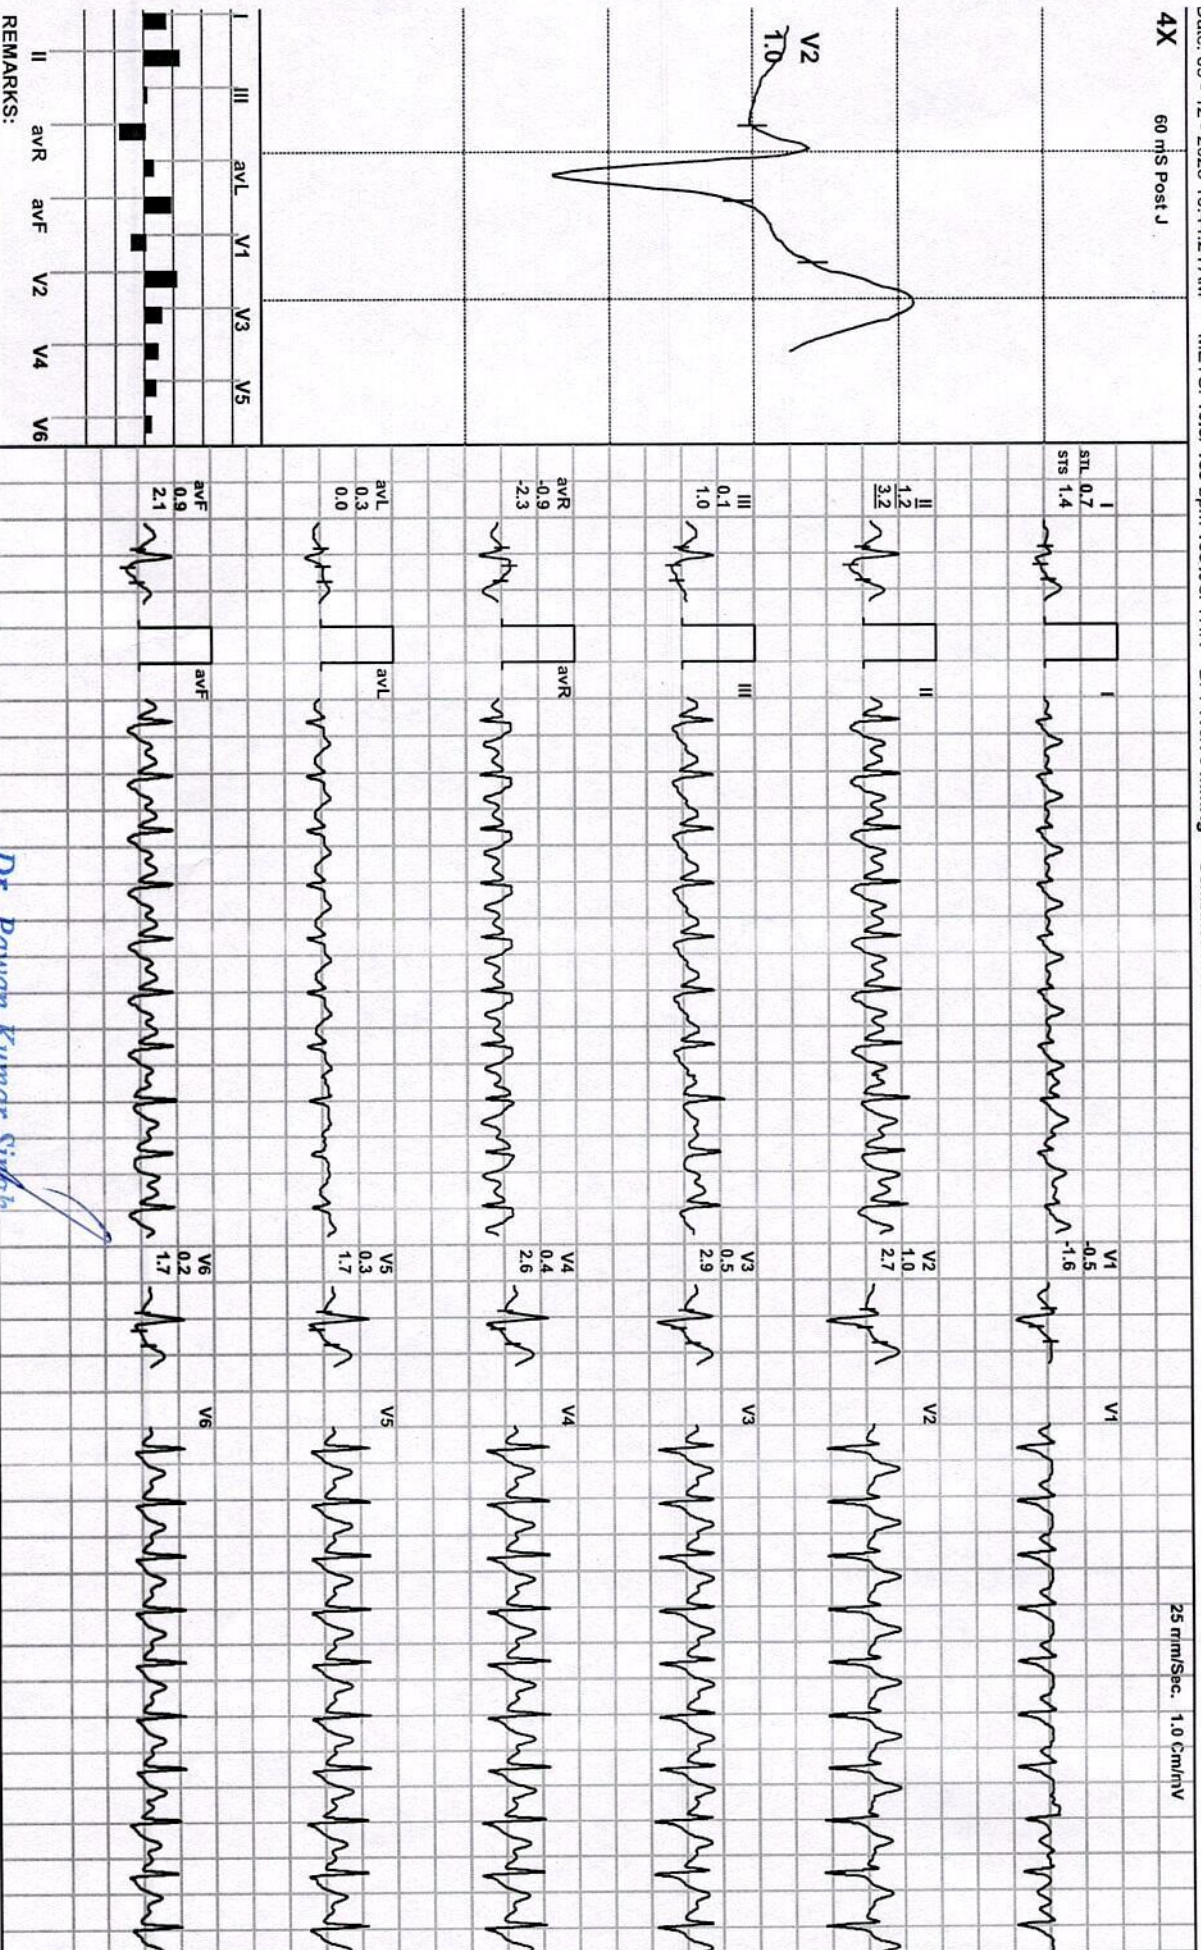 4X
60 mS Post J
25 mm/Sec. 1.0 Cm/mV
V2
1.0
I
STL 0.7
STS 1.4
I
V1
-0.5
-1.6
V1
II
1.2
3.2
II
V2
1.0
2.7
V2
III
0.1
1.0
III
V3
0.5
2.9
V3
avR
-0.9
-2.3
avR
V4
0.4
2.6
V4
avL
0.3
0.0
avL
V5
0.3
1.7
V5
avF
0.9
2.1
avF
V6
0.2
1.7
V6
I III avL V1 V3 V5
II avR avF V2 V4 V6
REMARKS:
Dr. Pawan Kumar Singh